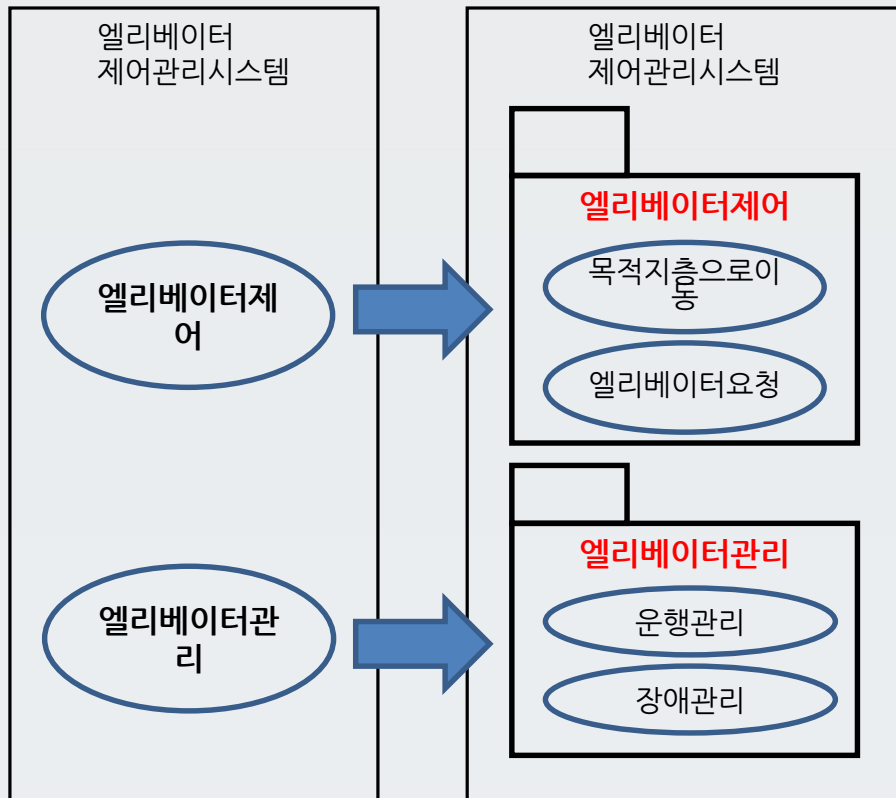 엘리베이터
제어관리시스템
엘리베이터제
어
엘리베이터관
리
엘리베이터
제어관리시스템
엘리베이터제어
목적지층으로이
동
엘리베이터요청
엘리베이터관리
운행관리
장애관리